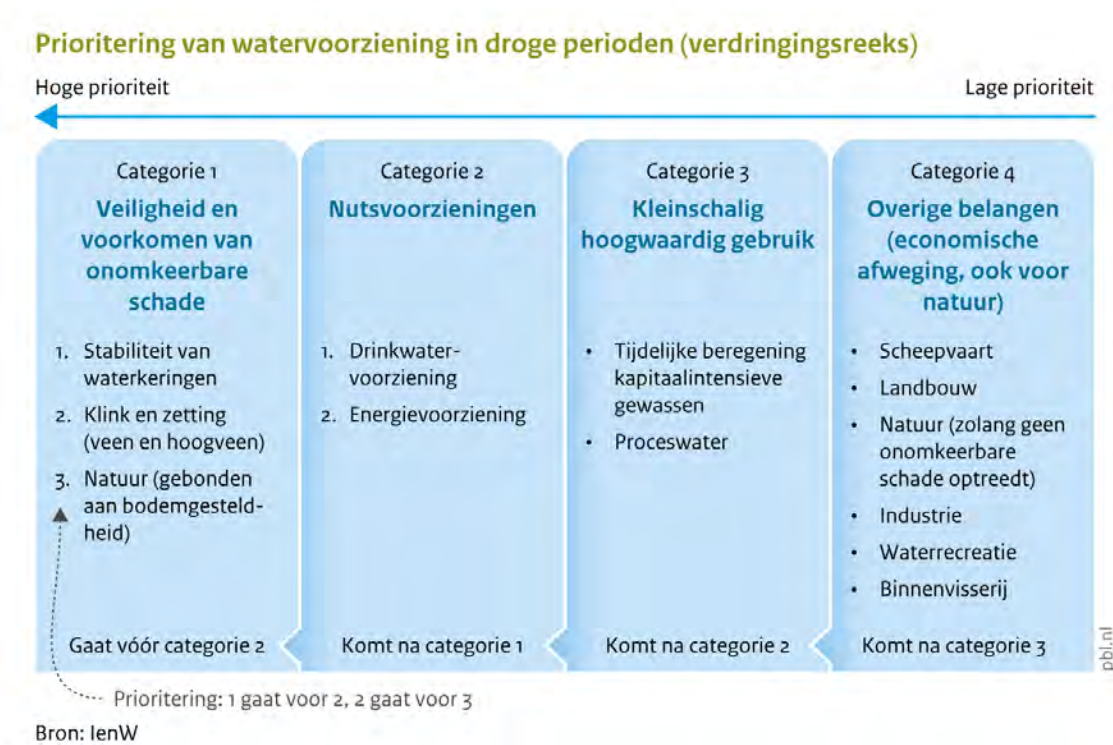 Prioritering van watervoorziening in droge perioden (verdringingsreeks)
Hoge prioriteit
Lage prioriteit
Categorie 1
Veiligheid en
voorkomen van
onomkeerbare
schade
1. Stabiliteit van
waterkeringen
2. Klink en zetting
(veen en hoogveen)
3. Natuur (gebonden
aan bodemgesteld-
heid)
Gaat vóór categorie 2
Categorie 2
Nutsvoorzieningen
1. Drinkwater-
voorziening
2. Energievoorziening
Komt na categorie 1
Categorie 3
Kleinschalig
hoogwaardig gebruik
• Tijdelijke beregening
kapitaalintensieve
gewassen
• Proceswater
Komt na categorie 2
Categorie 4
Overige belangen
(economische
afweging, ook voor
natuur)
• Scheepvaart
• Landbouw
• Natuur (zolang geen
onomkeerbare
schade optreedt)
• Industrie
• Waterrecreatie
• Binnenvisserij
Komt na categorie 3
pbl.nl
Prioritering: 1 gaat voor 2, 2 gaat voor 3
Bron: IenW